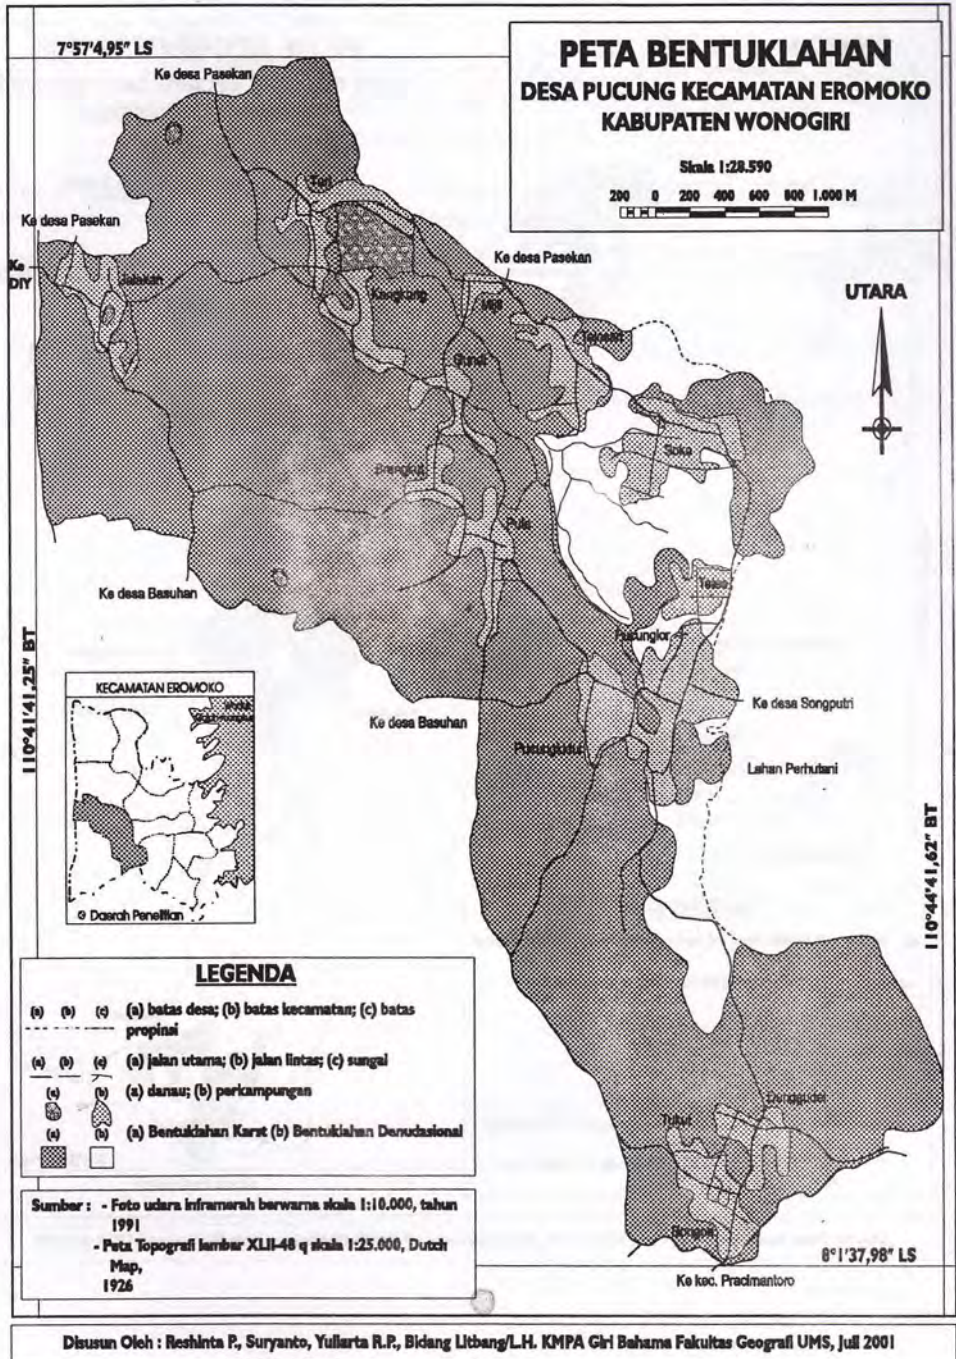 7°57'4,95" LS
PETA BENTUKLAHAN
DESA PUCUNG KECAMATAN EROMOKO
KABUPATEN WONOGIRI
Skala 1:28.590
200 0 200 400 600 800 1.000 M
Ke desa Pasekan
Ke desa Pasekan
Ke DIY
Jalakan
Kangkung
Ke desa Pasekan
UTARA
Gundi
Soka
Pule
Ke desa Basuhan
Pucunglor
110°41'41,25" BT
KECAMATAN EROMOKO
Waduk
Daerah Penelitian
Ke desa Basuhan
Ke desa Songputri
Lahan Perhutani
110°44'41,62" BT
LEGENDA
(a) (b) (c) (a) batas desa; (b) batas kecamatan; (c) batas
propinsi
(a) (b) (c) (a) jalan utama; (b) jalan lintas; (c) sungai
(a) (b) (a) danau; (b) perkampungan
(a) (b) (a) Bentuklahan Karst (b) Bentuklahan Denudasional
Sumber : - Foto udara inframerah berwarna skala 1:10.000, tahun
1991
- Peta Topografi lembar XLII-48 q skala 1:25.000, Dutch
Map,
1926
8°1'37,98" LS
Ke kec. Pracimantoro
Disusun Oleh : Reshinta P., Suryanto, Yuliarta R.P., Bidang Litbang/L.H. KMPA Giri Bahama Fakultas Geografi UMS, Juli 2001